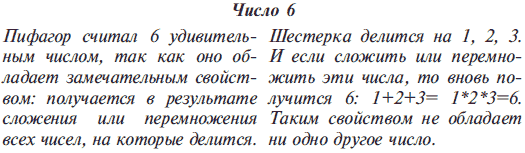 Число 6
Пифагор считал 6 удивитель-
ным числом, так как оно об-
ладает замечательным свойст-
вом: получается в результате
сложения или перемножения
всех чисел, на которые делится.
Шестерка делится на 1, 2, 3.
И если сложить или перемно-
жить эти числа, то вновь по-
лучится 6: 1+2+3= 1*2*3=6.
Таким свойством не обладает
ни одно другое число.